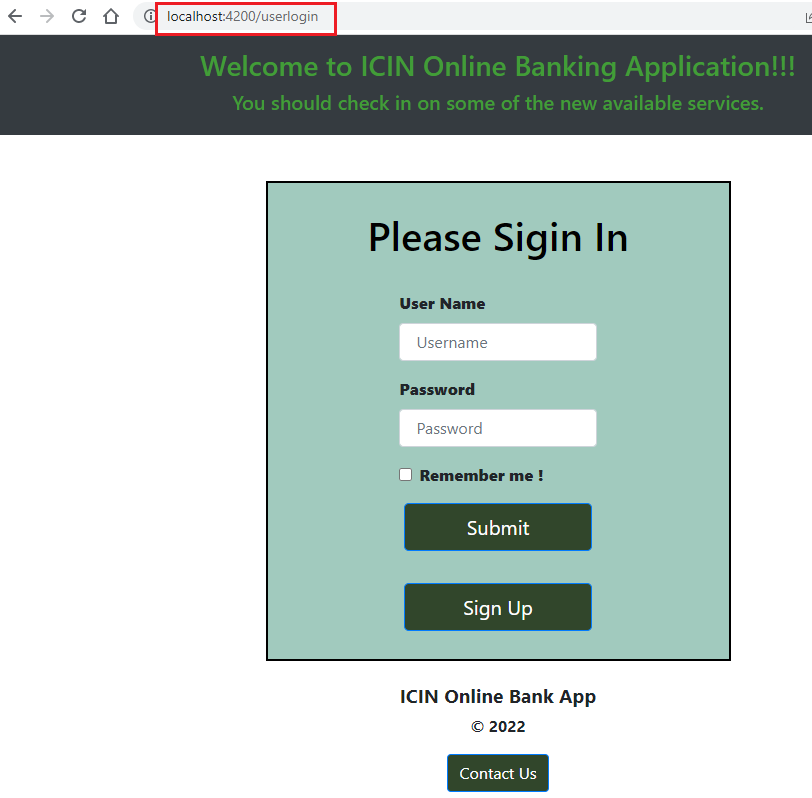 localhost:4200/userlogin
Welcome to ICIN Online Banking Application!!!
You should check in on some of the new available services.
Please Sigin In
User Name
Username
Password
Password
Remember me !
Submit
Sign Up
ICIN Online Bank App
© 2022
Contact Us